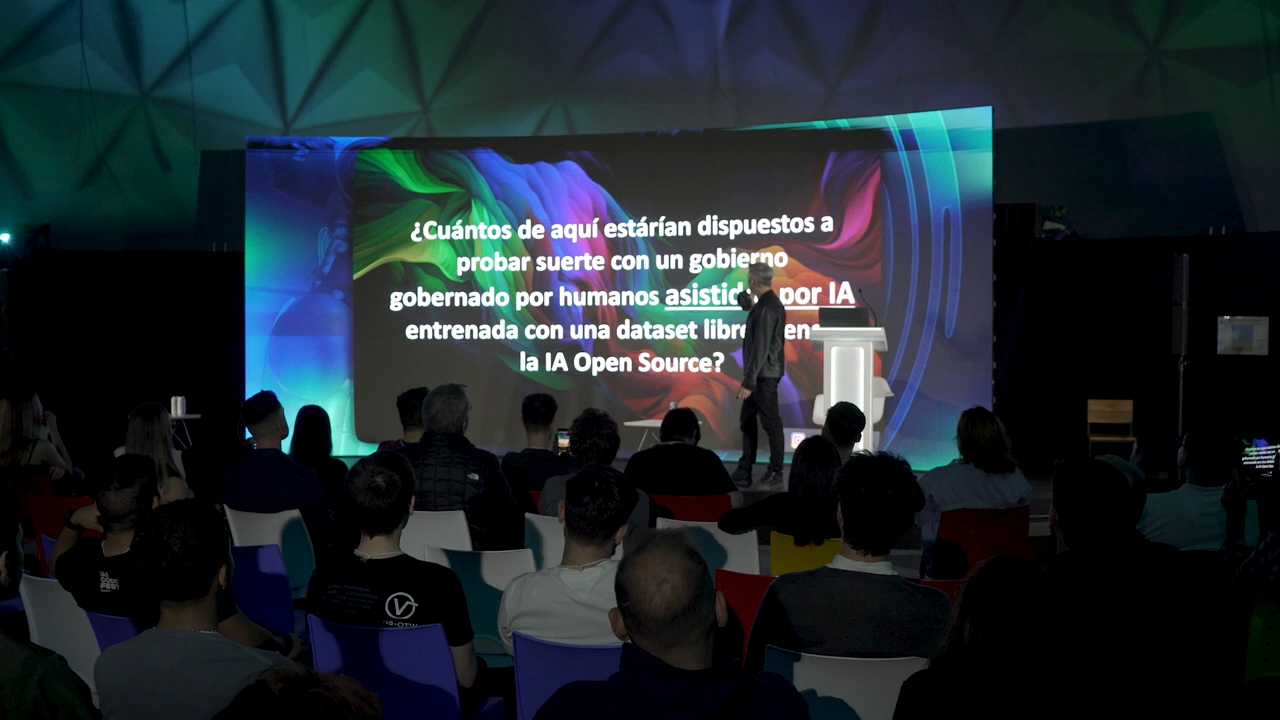 ¿Cuántos de aquí estárían dispuestos a
probar suerte con un gobierno
gobernado por humanos por IA
entrenada con una dataset libre
la IA Open Source?